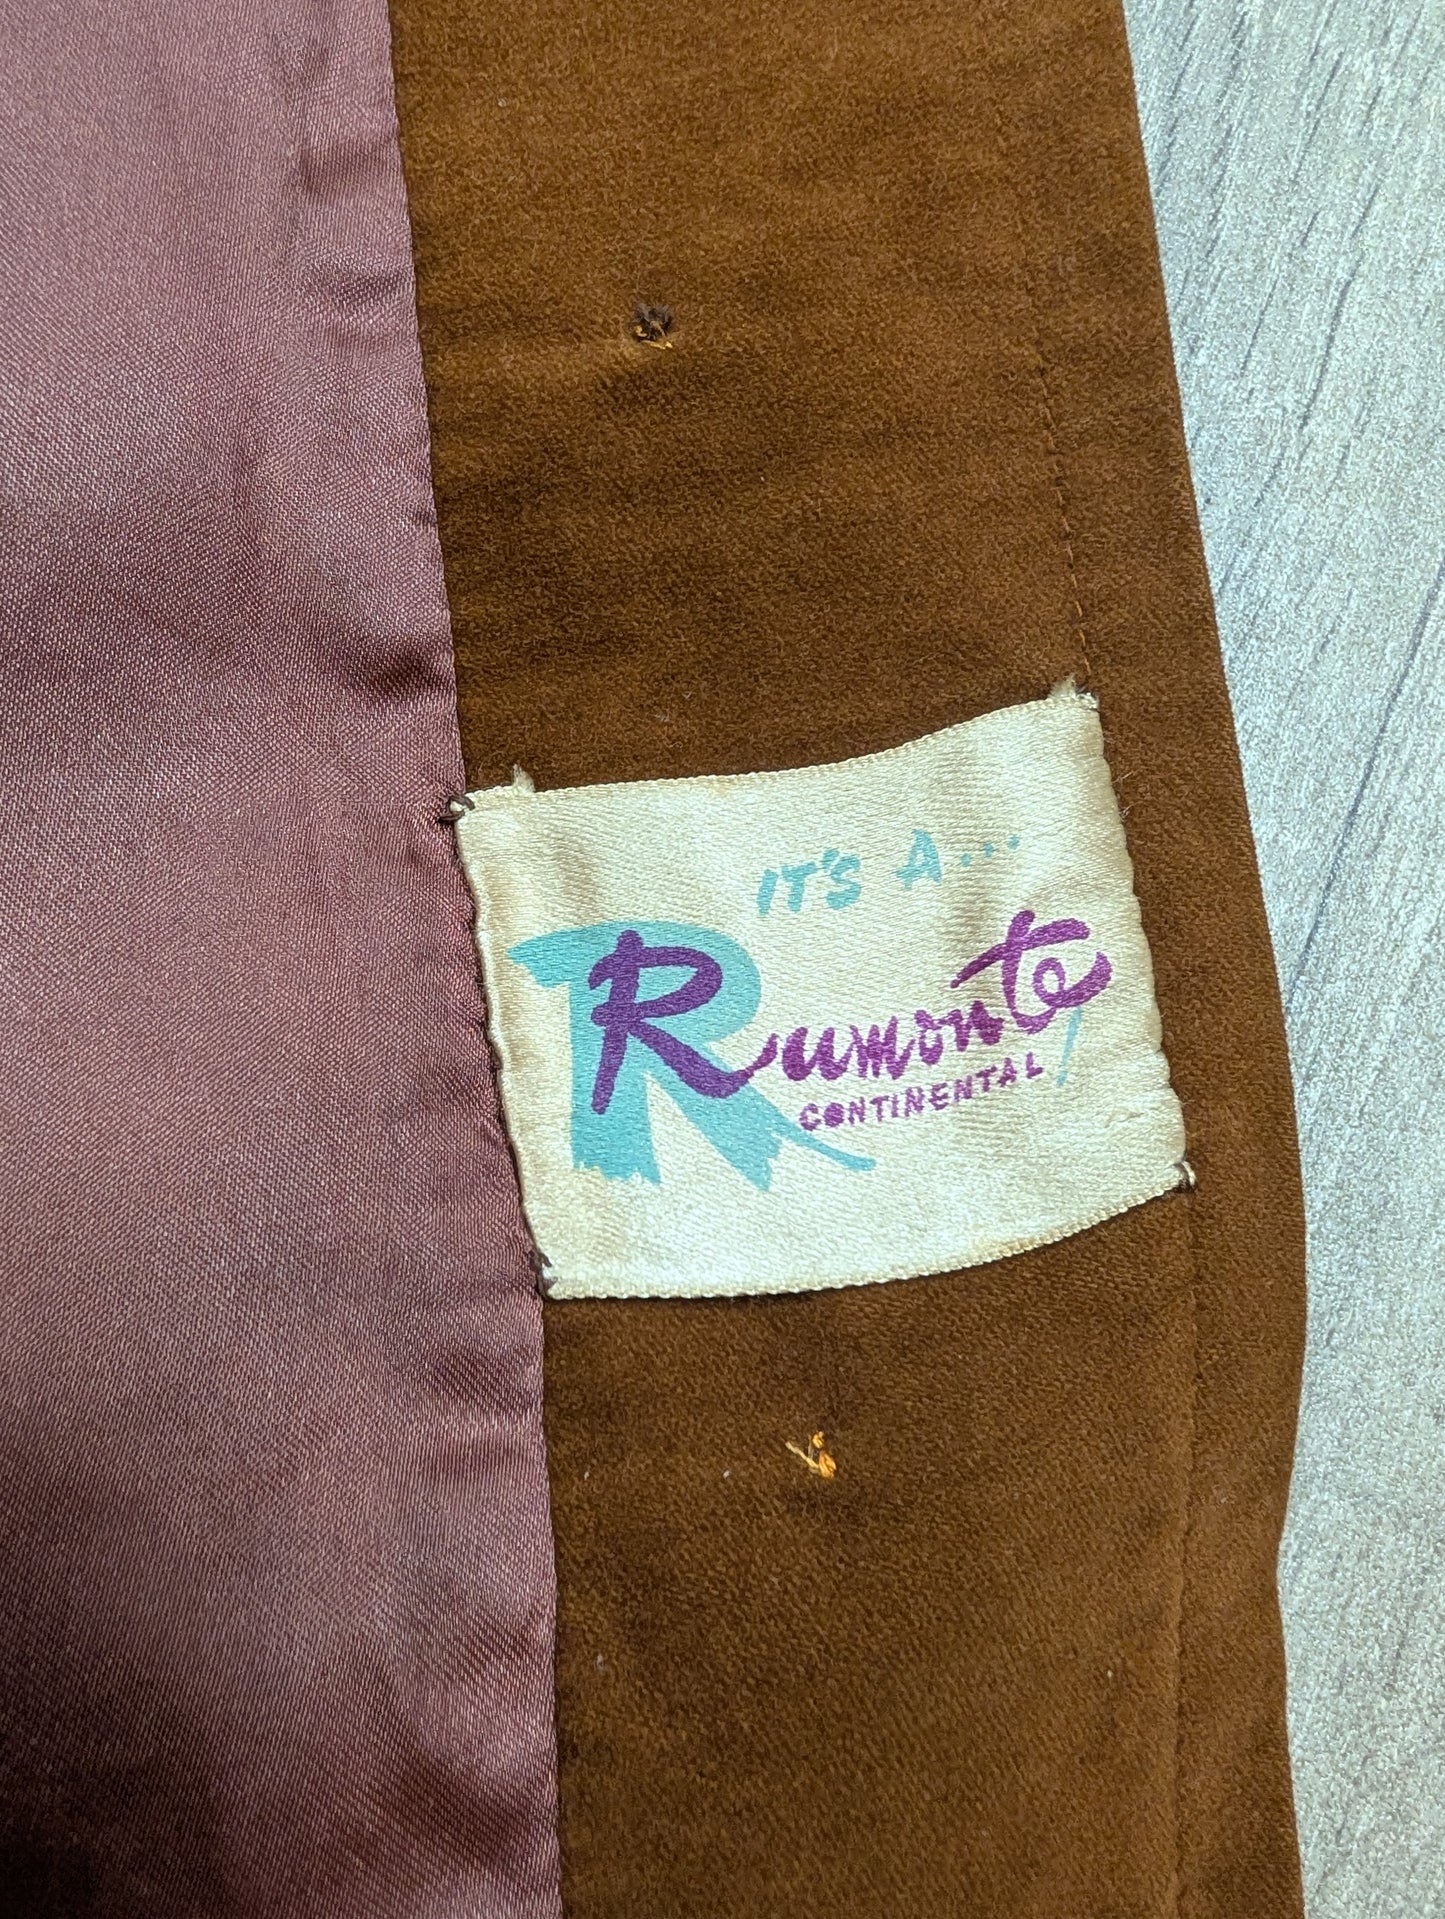 IT'S A...
R
Rumonte!
CONTINENTAL